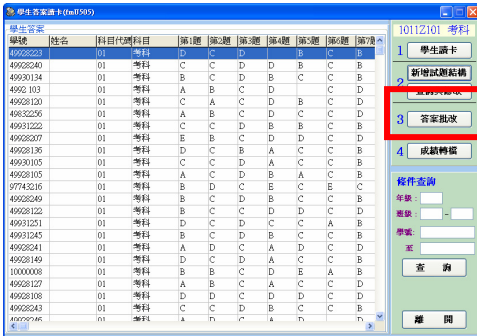 學生答案讀卡(fmU505)
學生答案
學號 姓名 科目代號 科目 第1題 第2題 第3題 第4題 第5題 第6題 第7題
49928223 01 考科 D C D B C B
49928240 01 考科 C C D D B C B
49930134 01 考科 B C D B C C B
4992 103 01 考科 A B C D C D
49928120 01 考科 C A C D B C D
49832256 01 考科 A B C D C C D
49931222 01 考科 C C D B B C B
49928207 01 考科 E B C D D C D
49928136 01 考科 D C B A C C B
49930105 01 考科 C C D A C C B
49928105 01 考科 A C D B A C B
97743216 01 考科 B D C E C E C
49928249 01 考科 B C D B C C B
49928122 01 考科 B C C D D C D
49931251 01 考科 D C D C C A B
49931245 01 考科 B C D B C C B
49928241 01 考科 A D C A D C D
49928149 01 考科 D C D A C C B
10000008 01 考科 B B C D E A B
49928127 01 考科 A B C A C C D
49928108 01 考科 D D C D D C D
49928243 01 考科 C C D B C C B
1011Z101 考科
1 學生讀卡
新增試題結構
2
3 答案批改
4 成績轉檔
條件查詢
年級:
班級: -
學號:
至
查 詢
離 開